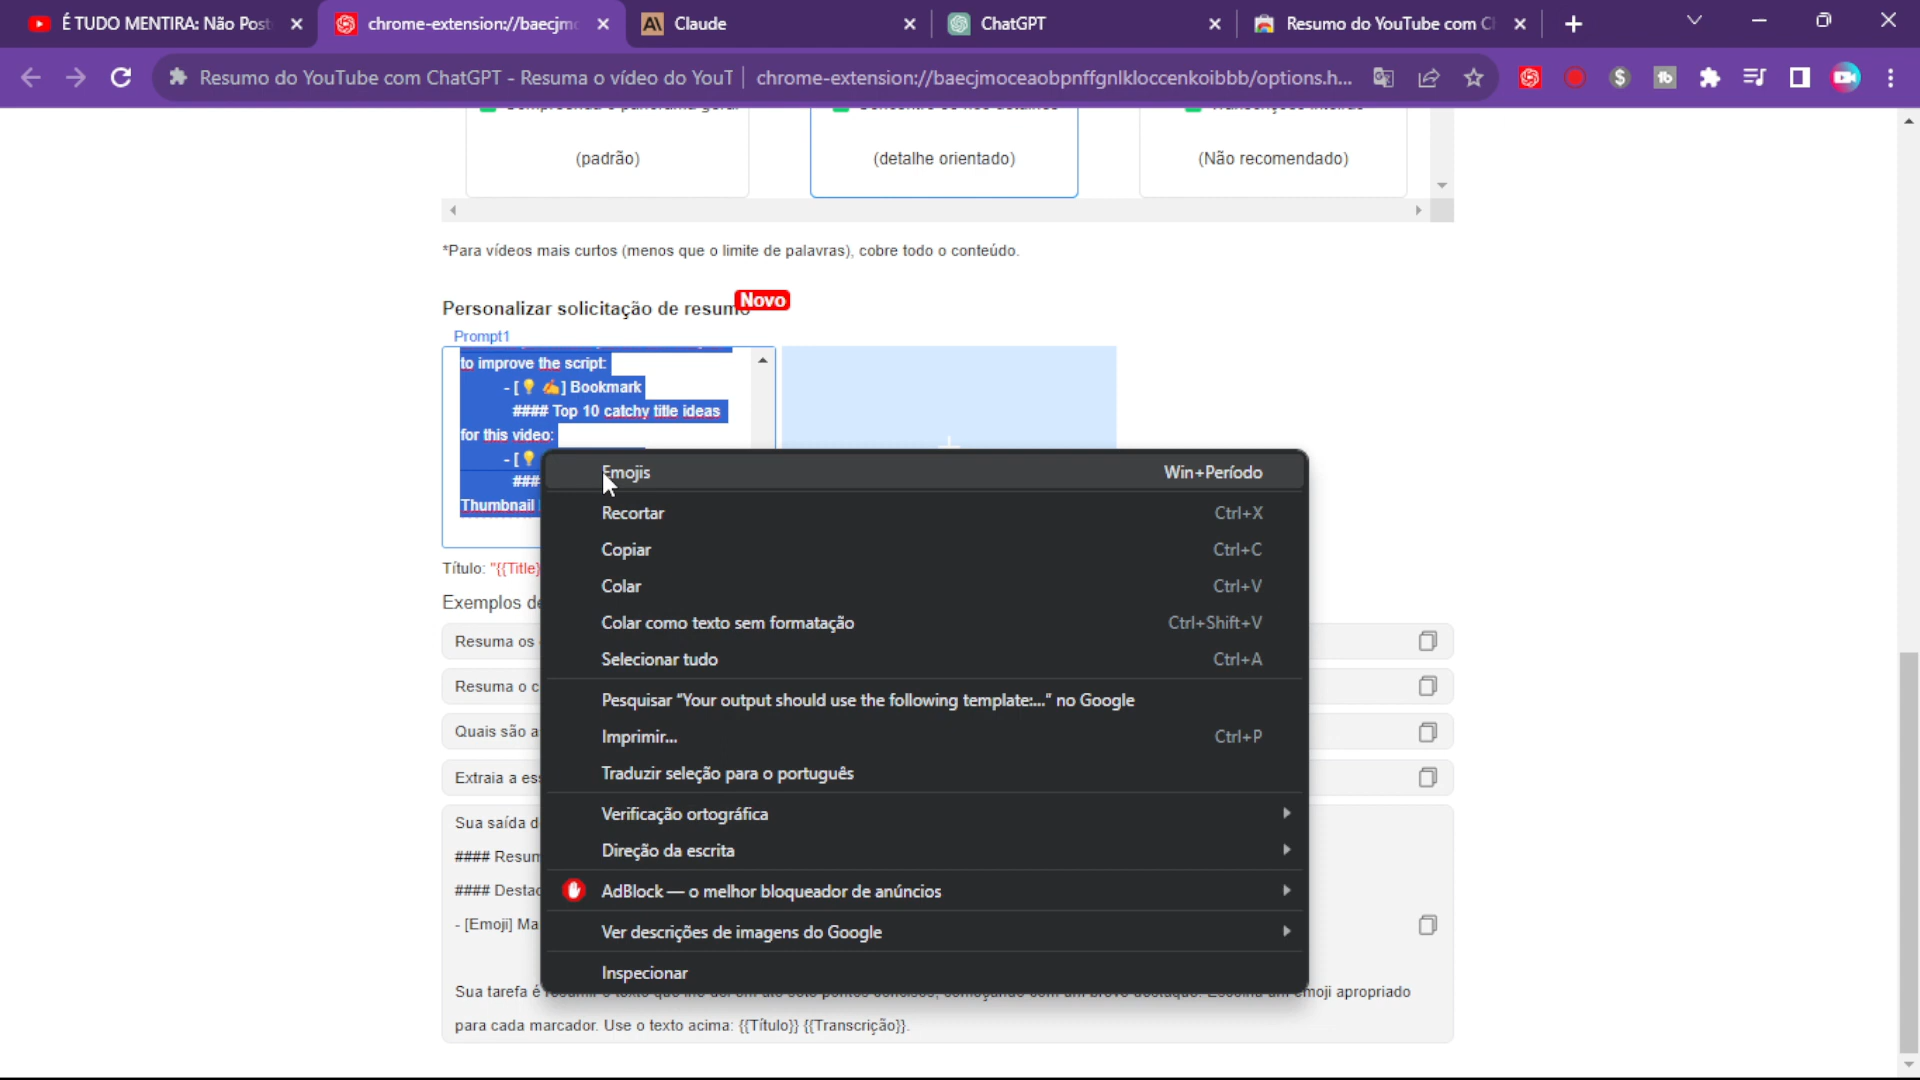 É TUDO MENTIRA: Não Pos
chrome-extension://baecjm
Claude
ChatGPT
Resumo do YouTube com C
Resumo do YouTube com ChatGPT - Resuma o vídeo do YouT
chrome-extension://baecjmoceaobpnffgnlkloccenkoibbb/options.h...
(padrão)
(detalhe orientado)
(Não recomendado)
*Para vídeos mais curtos (menos que o limite de palavras), cobre todo o conteúdo.
Personalizar solicitação de resumo
Novo
Prompt1
to improve the script:
- [💡 ✍] Bookmark
#### Top 10 catchy title ideas
for this video:
- [💡
###
Thumbnail
Emojis Win+Período
Recortar Ctrl+X
Copiar Ctrl+C
Colar Ctrl+V
Colar como texto sem formatação Ctrl+Shift+V
Selecionar tudo Ctrl+A
Pesquisar “Your output should use the following template:...” no Google
Imprimir... Ctrl+P
Traduzir seleção para o português
Verificação ortográfica
Direção da escrita
AdBlock — o melhor bloqueador de anúncios
Ver descrições de imagens do Google
Inspecionar
Título: "{{Title}
Exemplos de
Resuma os
Resuma o c
Quais são a
Extraia a es
Sua saída d
#### Resum
#### Destac
- [Emoji] Ma
Sua tarefa é
emoji apropriado
para cada marcador. Use o texto acima: {{Título}} {{Transcrição}}.